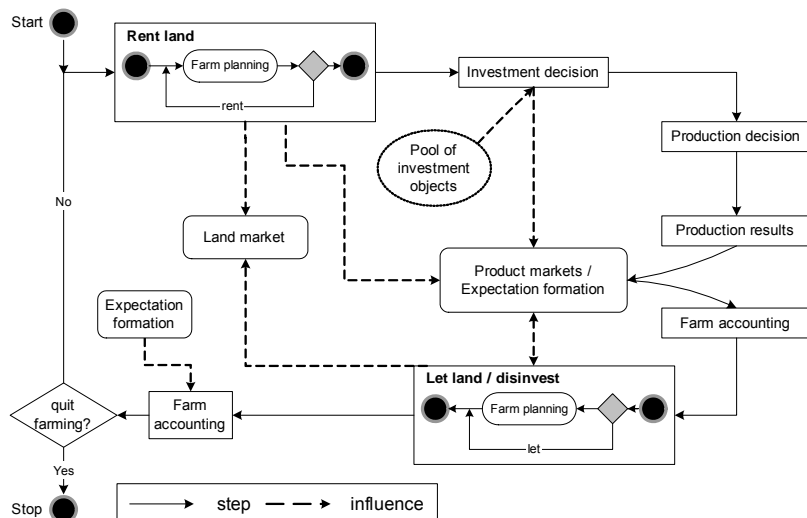 Start
Rent land
Farm planning
rent
Investment decision
Pool of
investment
objects
Production decision
Production results
No
Land market
Product markets /
Expectation formation
Expectation
formation
Farm accounting
Let land / disinvest
Farm planning
let
Farm
accounting
quit
farming?
Yes
Stop
step
influence